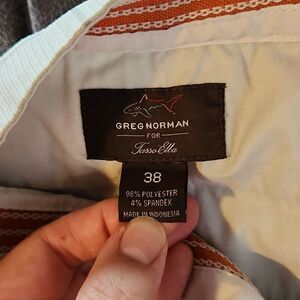 GREG NORMAN
FOR
Tasso Elba
38
96% POLYESTER
4% SPANDEX
MADE IN INDONESIA